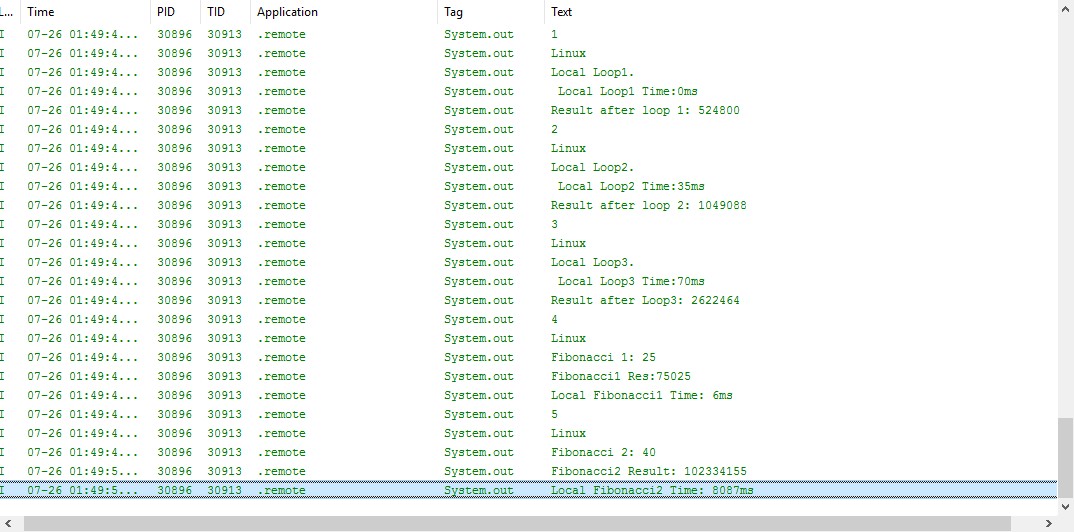 L... Time PID TID Application Tag Text
I 07-26 01:49:4... 30896 30913 .remote System.out 1
I 07-26 01:49:4... 30896 30913 .remote System.out Linux
I 07-26 01:49:4... 30896 30913 .remote System.out Local Loop1.
I 07-26 01:49:4... 30896 30913 .remote System.out Local Loop1 Time:0ms
I 07-26 01:49:4... 30896 30913 .remote System.out Result after loop 1: 524800
I 07-26 01:49:4... 30896 30913 .remote System.out 2
I 07-26 01:49:4... 30896 30913 .remote System.out Linux
I 07-26 01:49:4... 30896 30913 .remote System.out Local Loop2.
I 07-26 01:49:4... 30896 30913 .remote System.out Local Loop2 Time:35ms
I 07-26 01:49:4... 30896 30913 .remote System.out Result after loop 2: 1049088
I 07-26 01:49:4... 30896 30913 .remote System.out 3
I 07-26 01:49:4... 30896 30913 .remote System.out Linux
I 07-26 01:49:4... 30896 30913 .remote System.out Local Loop3.
I 07-26 01:49:4... 30896 30913 .remote System.out Local Loop3 Time:70ms
I 07-26 01:49:4... 30896 30913 .remote System.out Result after Loop3: 2622464
I 07-26 01:49:4... 30896 30913 .remote System.out 4
I 07-26 01:49:4... 30896 30913 .remote System.out Linux
I 07-26 01:49:4... 30896 30913 .remote System.out Fibonacci 1: 25
I 07-26 01:49:4... 30896 30913 .remote System.out Fibonacci1 Res:75025
I 07-26 01:49:4... 30896 30913 .remote System.out Local Fibonacci1 Time: 6ms
I 07-26 01:49:4... 30896 30913 .remote System.out 5
I 07-26 01:49:4... 30896 30913 .remote System.out Linux
I 07-26 01:49:4... 30896 30913 .remote System.out Fibonacci 2: 40
I 07-26 01:49:5... 30896 30913 .remote System.out Fibonacci2 Result: 102334155
I 07-26 01:49:5... 30896 30913 .remote System.out Local Fibonacci2 Time: 8087ms